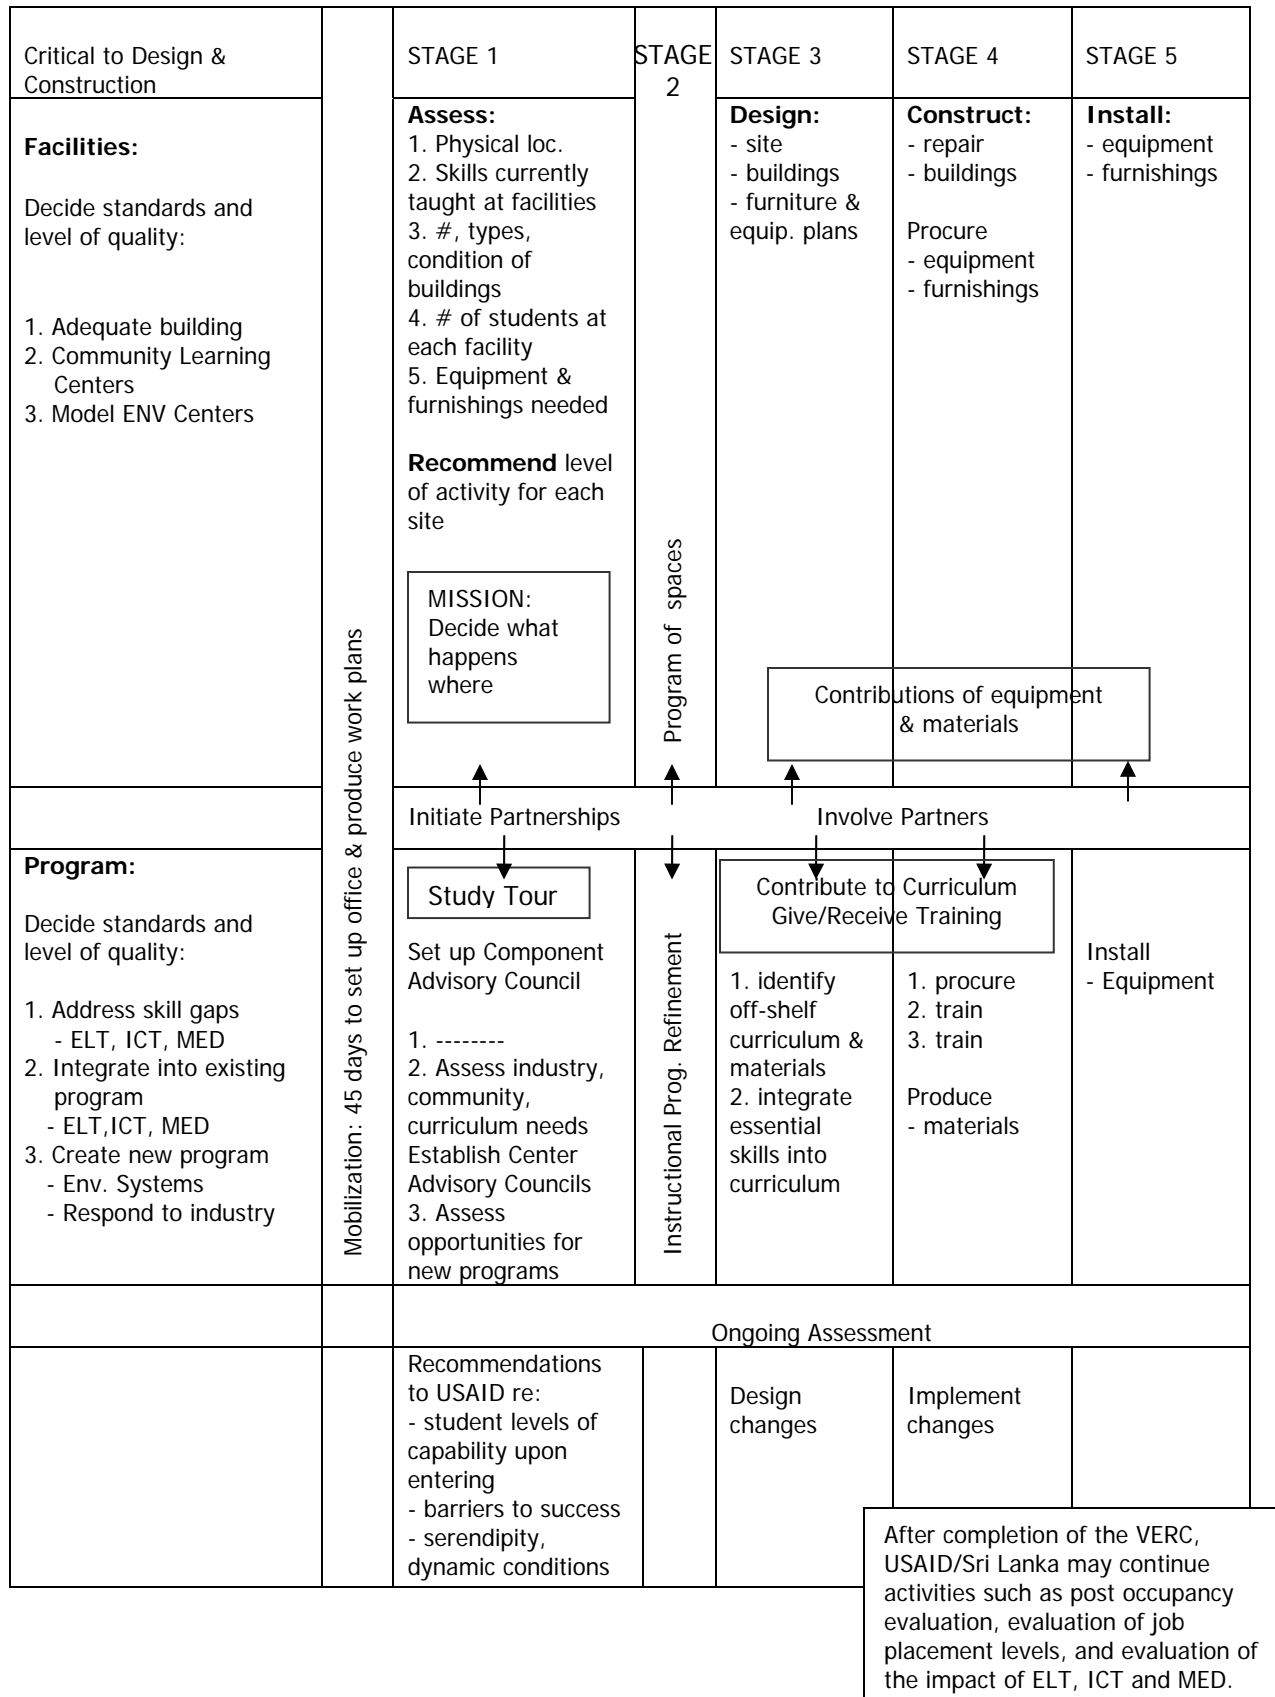 Critical to Design &
Construction
STAGE 1
STAGE
2
STAGE 3
STAGE 4
STAGE 5
Facilities:
Decide standards and
level of quality:
1. Adequate building
2. Community Learning
Centers
3. Model ENV Centers
Mobilization: 45 days to set up office & produce work plans
Assess:
1. Physical loc.
2. Skills currently
taught at facilities
3. #, types,
condition of
buildings
4. # of students at
each facility
5. Equipment &
furnishings needed
Recommend level
of activity for each
site
MISSION:
Decide what
happens
where
Program of spaces
Design:
- site
- buildings
- furniture &
equip. plans
Construct:
- repair
- buildings
Procure
- equipment
- furnishings
Install:
- equipment
- furnishings
Contributions of equipment
& materials
Initiate Partnerships
Involve Partners
Program:
Decide standards and
level of quality:
1. Address skill gaps
- ELT, ICT, MED
2. Integrate into existing
program
- ELT,ICT, MED
3. Create new program
- Env. Systems
- Respond to industry
Study Tour
Set up Component
Advisory Council
1. --------
2. Assess industry,
community,
curriculum needs
Establish Center
Advisory Councils
3. Assess
opportunities for
new programs
Instructional Prog. Refinement
Contribute to Curriculum
Give/Receive Training
1. identify
off-shelf
curriculum &
materials
2. integrate
essential
skills into
curriculum
1. procure
2. train
3. train
Produce
- materials
Install
- Equipment
Ongoing Assessment
Recommendations
to USAID re:
- student levels of
capability upon
entering
- barriers to success
- serendipity,
dynamic conditions
Design
changes
Implement
changes
After completion of the VERC,
USAID/Sri Lanka may continue
activities such as post occupancy
evaluation, evaluation of job
placement levels, and evaluation of
the impact of ELT, ICT and MED.